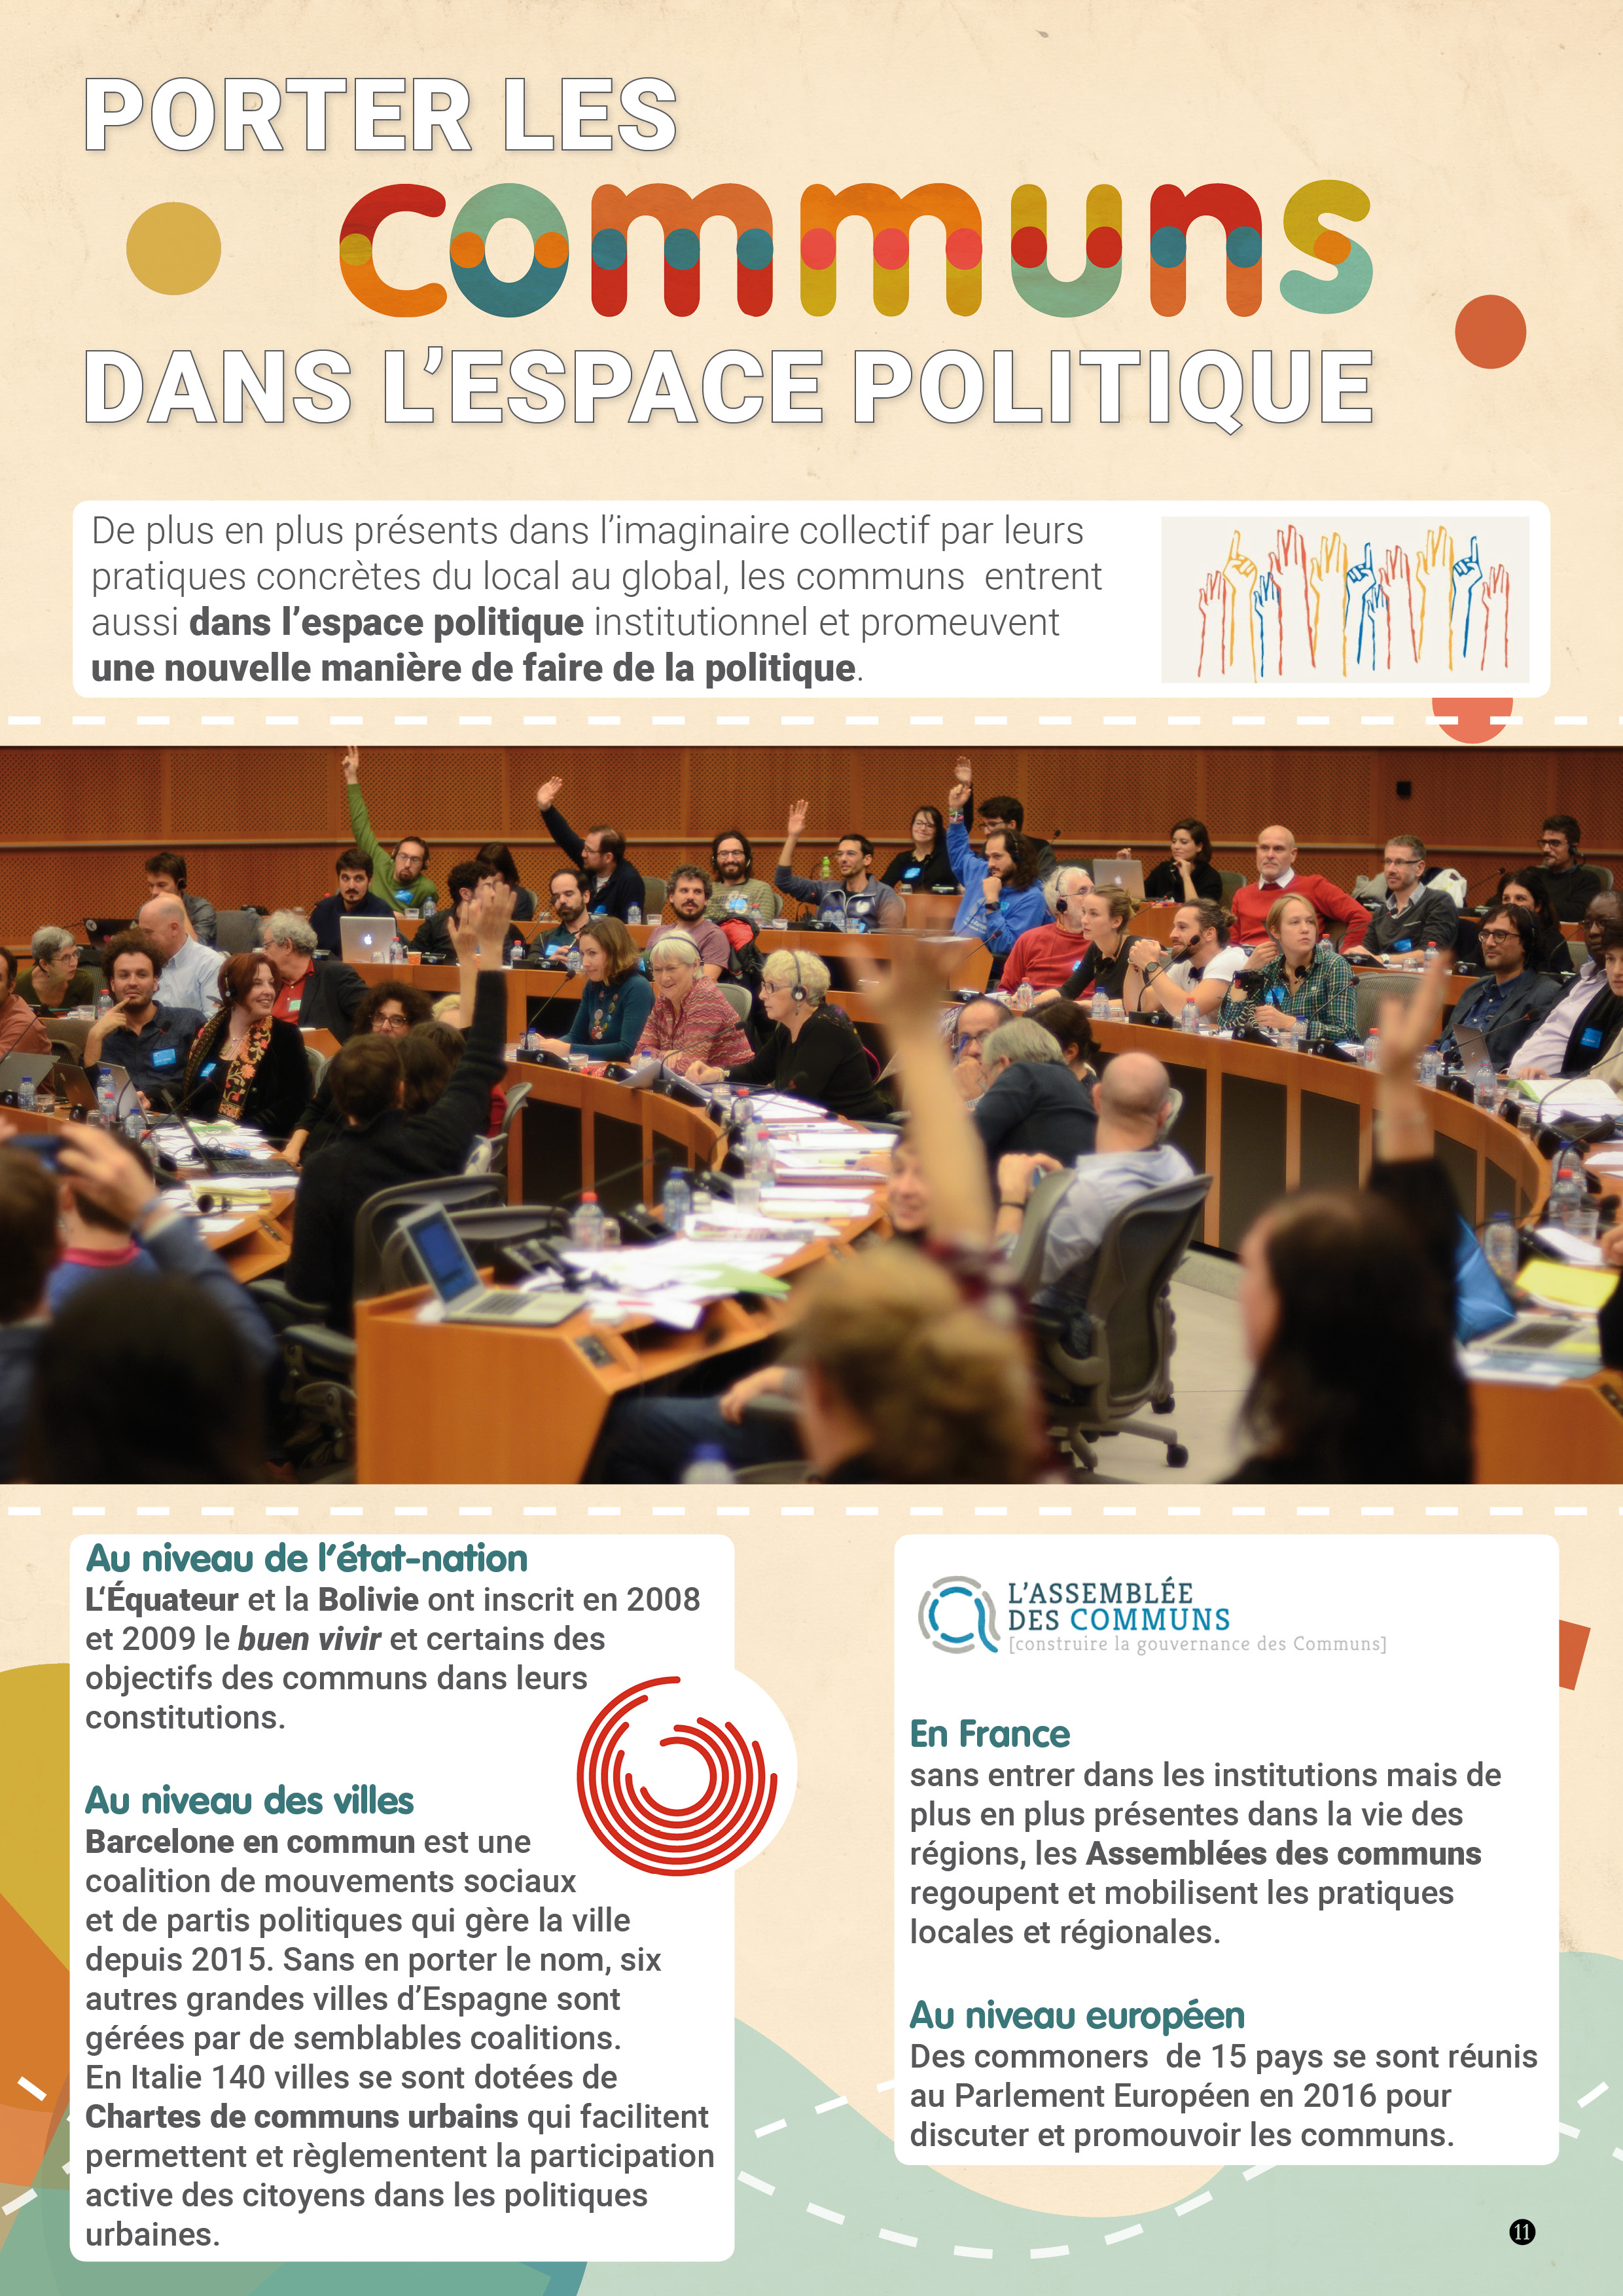 PORTER LES
communs
DANS L’ESPACE POLITIQUE
De plus en plus présents dans l’imaginaire collectif par leurs
pratiques concrètes du local au global, les communs  entrent
aussi dans l’espace politique institutionnel et promeuvent
une nouvelle manière de faire de la politique.
Au niveau de l’état-nation
L‘Équateur et la Bolivie ont inscrit en 2008
et 2009 le buen vivir et certains des
objectifs des communs dans leurs
constitutions.
Au niveau des villes
Barcelone en commun est une
coalition de mouvements sociaux
et de partis politiques qui gère la ville
depuis 2015. Sans en porter le nom, six
autres grandes villes d’Espagne sont
gérées par de semblables coalitions.
En Italie 140 villes se sont dotées de
Chartes de communs urbains qui facilitent
permettent et règlementent la participation
active des citoyens dans les politiques
urbaines.
L’ASSEMBLÉE
DES COMMUNS
[construire la gouvernance des Communs]
En France
sans entrer dans les institutions mais de
plus en plus présentes dans la vie des
régions, les Assemblées des communs
regoupent et mobilisent les pratiques
locales et régionales.
Au niveau européen
Des commoners  de 15 pays se sont réunis
au Parlement Européen en 2016 pour
discuter et promouvoir les communs.
11